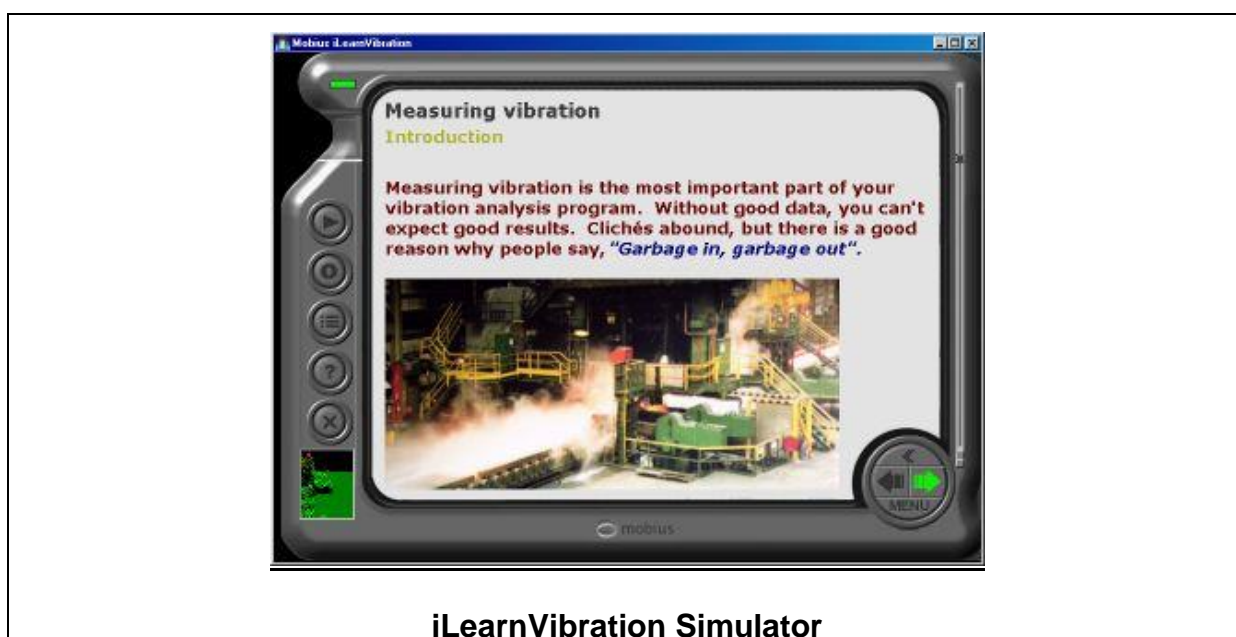 Mobius iLearnVibration
Measuring vibration
Introduction
Measuring vibration is the most important part of your
vibration analysis program.  Without good data, you can't
expect good results.  Clichés abound, but there is a good
reason why people say, "Garbage in, garbage out".
MENU
mobius
iLearnVibration Simulator